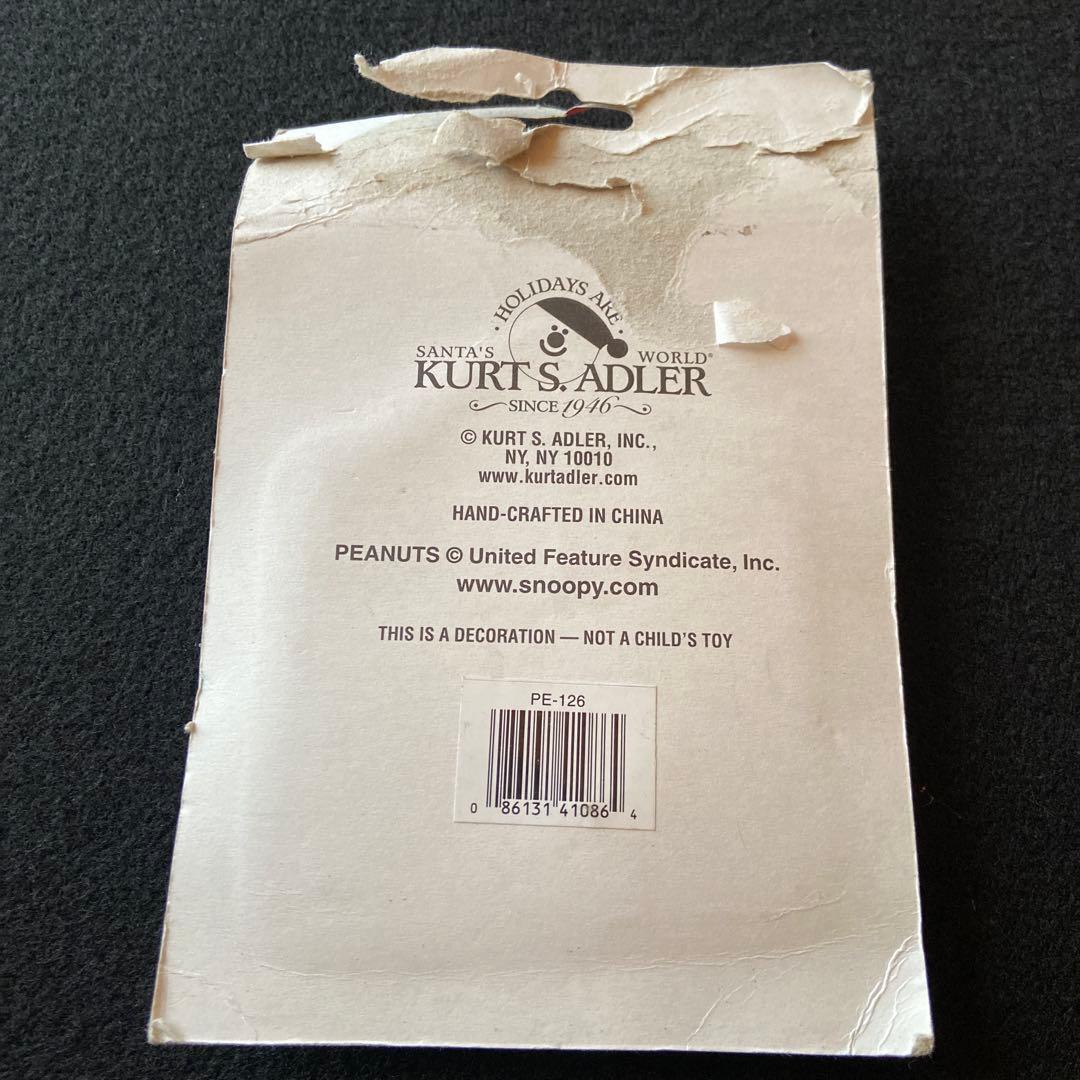 · HOLIDAYS ARE ·
SANTA'S WORLD®
KURT S. ADLER
SINCE 1946
© KURT S. ADLER, INC.,
NY, NY 10010
www.kurtadler.com
HAND-CRAFTED IN CHINA
PEANUTS © United Feature Syndicate, Inc.
www.snoopy.com
THIS IS A DECORATION — NOT A CHILD'S TOY
PE-126
0 86131 41086 4